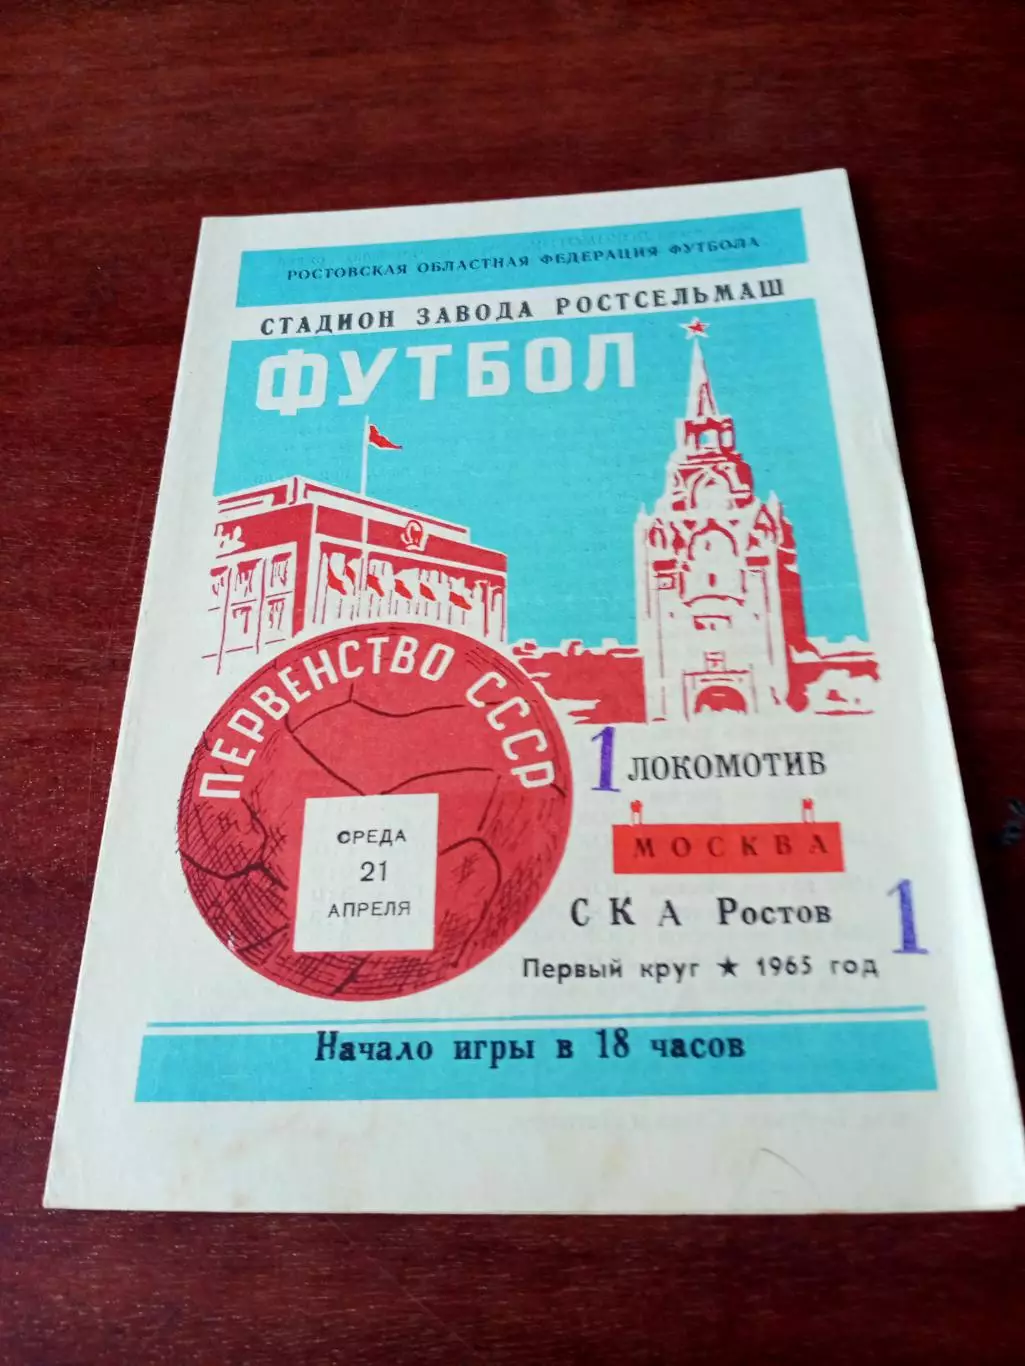 РОСТОВСКАЯ ОБЛАСТНАЯ ФЕДЕРАЦИЯ ФУТБОЛА
СТАДИОН ЗАВОДА РОСТСЕЛЬМАШ
ФУТБОЛ
ПЕРВЕНСТВО СССР
СРЕДА
21
АПРЕЛЯ
1 ЛОКОМОТИВ
МОСКВА
СКА Ростов 1
Первый круг ★ 1965 год
Начало игры в 18 часов